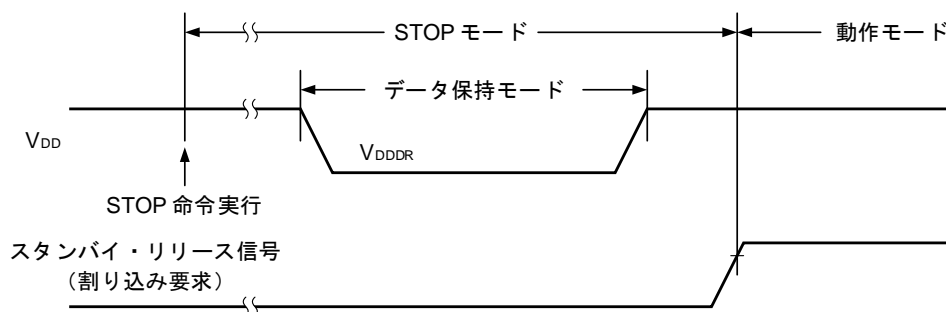 STOP モード
動作モード
データ保持モード
VDD
VDDDR
STOP 命令実行
スタンバイ・リリース信号
（割り込み要求）